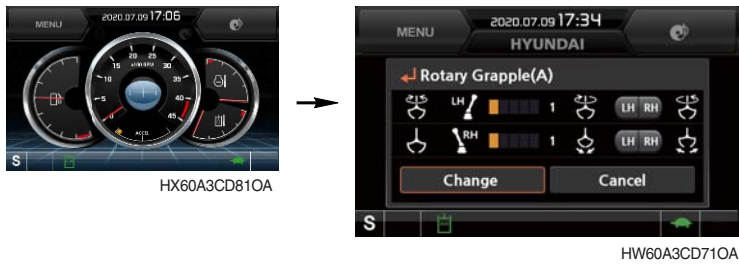 MENU
2020.07.09 17:06
15 20 25 30
x100 RPM
10 35
5 40
0 45
ACCEL
S
HX60A3CD81OA
MENU
2020.07.09 17:34
HYUNDAI
Rotary Grapple(A)
LH 1 LH RH
RH 1 LH RH
Change Cancel
S
HW60A3CD71OA